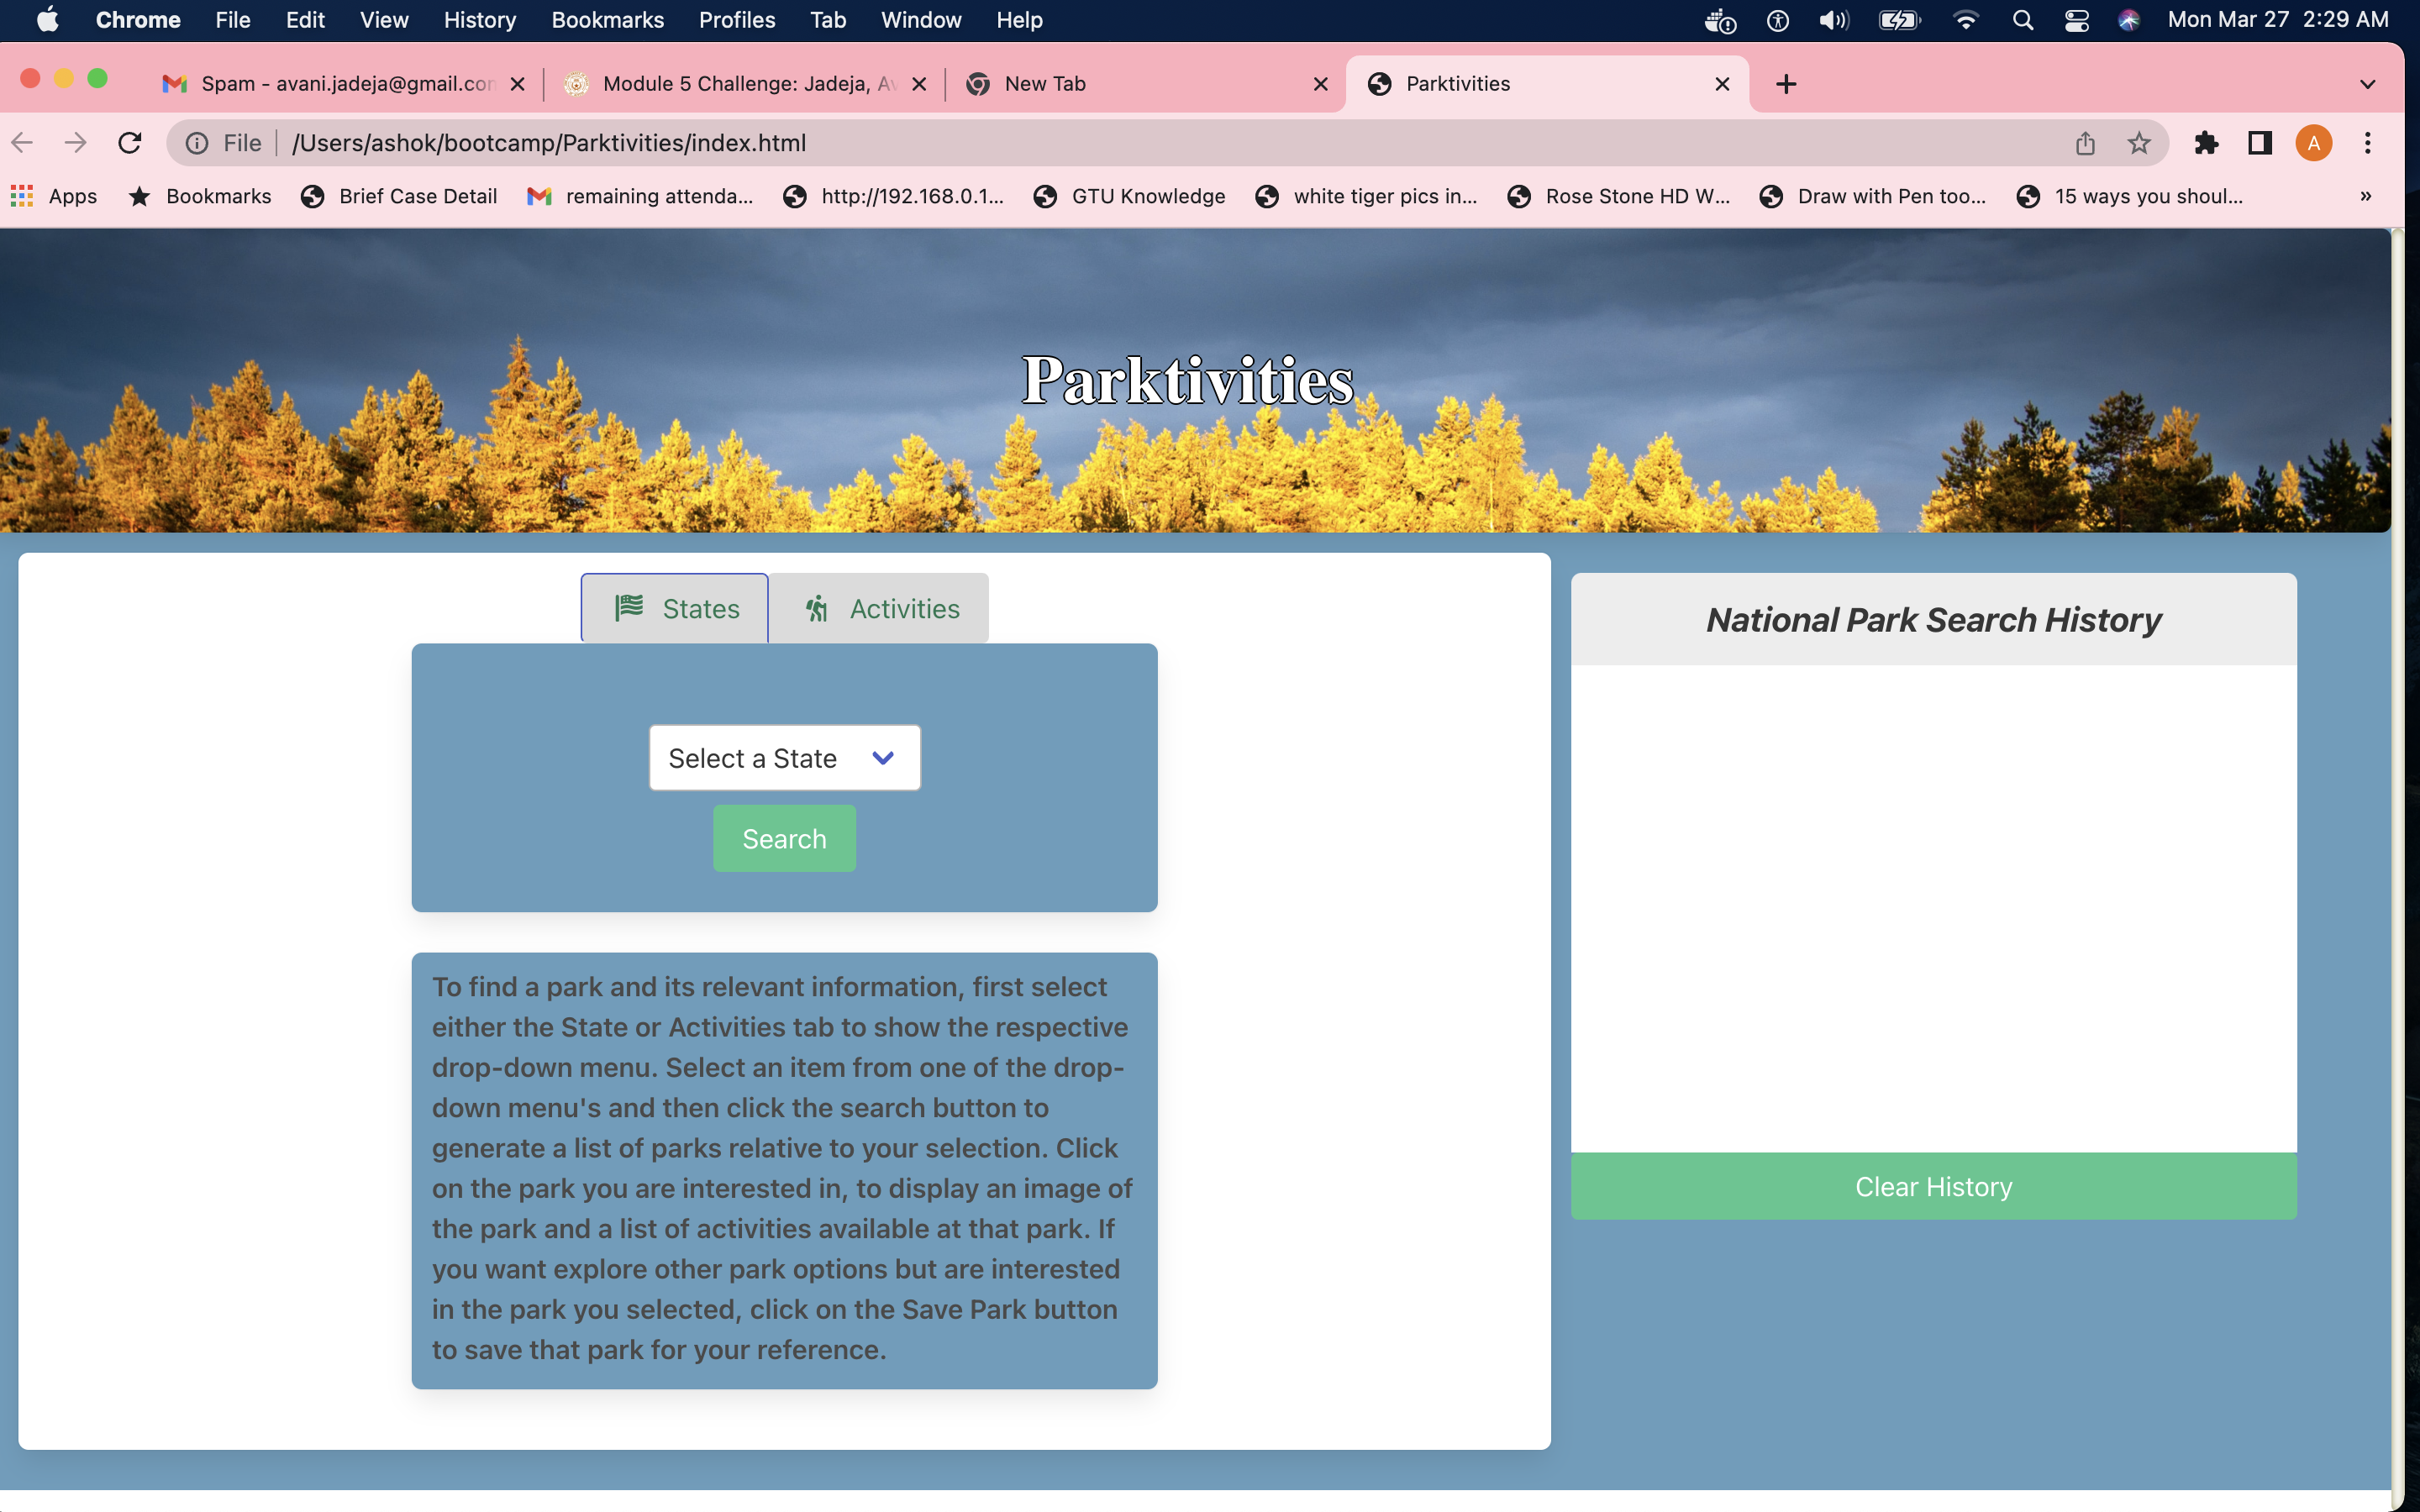 Chrome File Edit View History Bookmarks Profiles Tab Window Help Mon Mar 27 2:29 AM
Spam - avani.jadeja@gmail.con Module 5 Challenge: Jadeja, Av New Tab Parktivities
File /Users/ashok/bootcamp/Parktivities/index.html A
Apps Bookmarks Brief Case Detail remaining attenda... http://192.168.0.1... GTU Knowledge white tiger pics in... Rose Stone HD W... Draw with Pen too... 15 ways you shoul... »
Parktivities
States Activities
Select a State
Search
To find a park and its relevant information, first select
either the State or Activities tab to show the respective
drop-down menu. Select an item from one of the drop-
down menu's and then click the search button to
generate a list of parks relative to your selection. Click
on the park you are interested in, to display an image of
the park and a list of activities available at that park. If
you want explore other park options but are interested
in the park you selected, click on the Save Park button
to save that park for your reference.
National Park Search History
Clear History